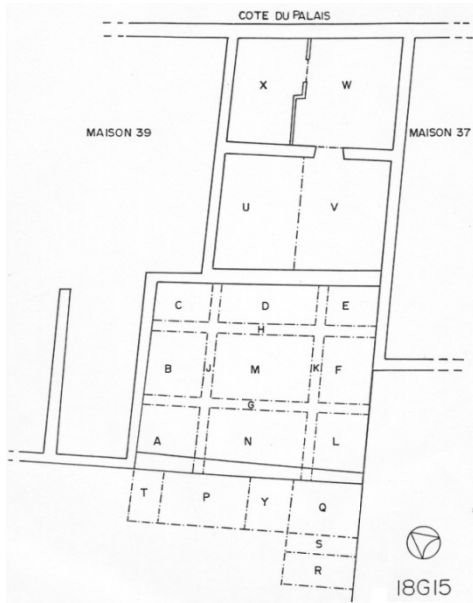 COTE DU PALAIS
X W
MAISON 39
MAISON 37
U V
C D E
H
B J M K F
G
A N L
T P Y Q
S
R
18G15